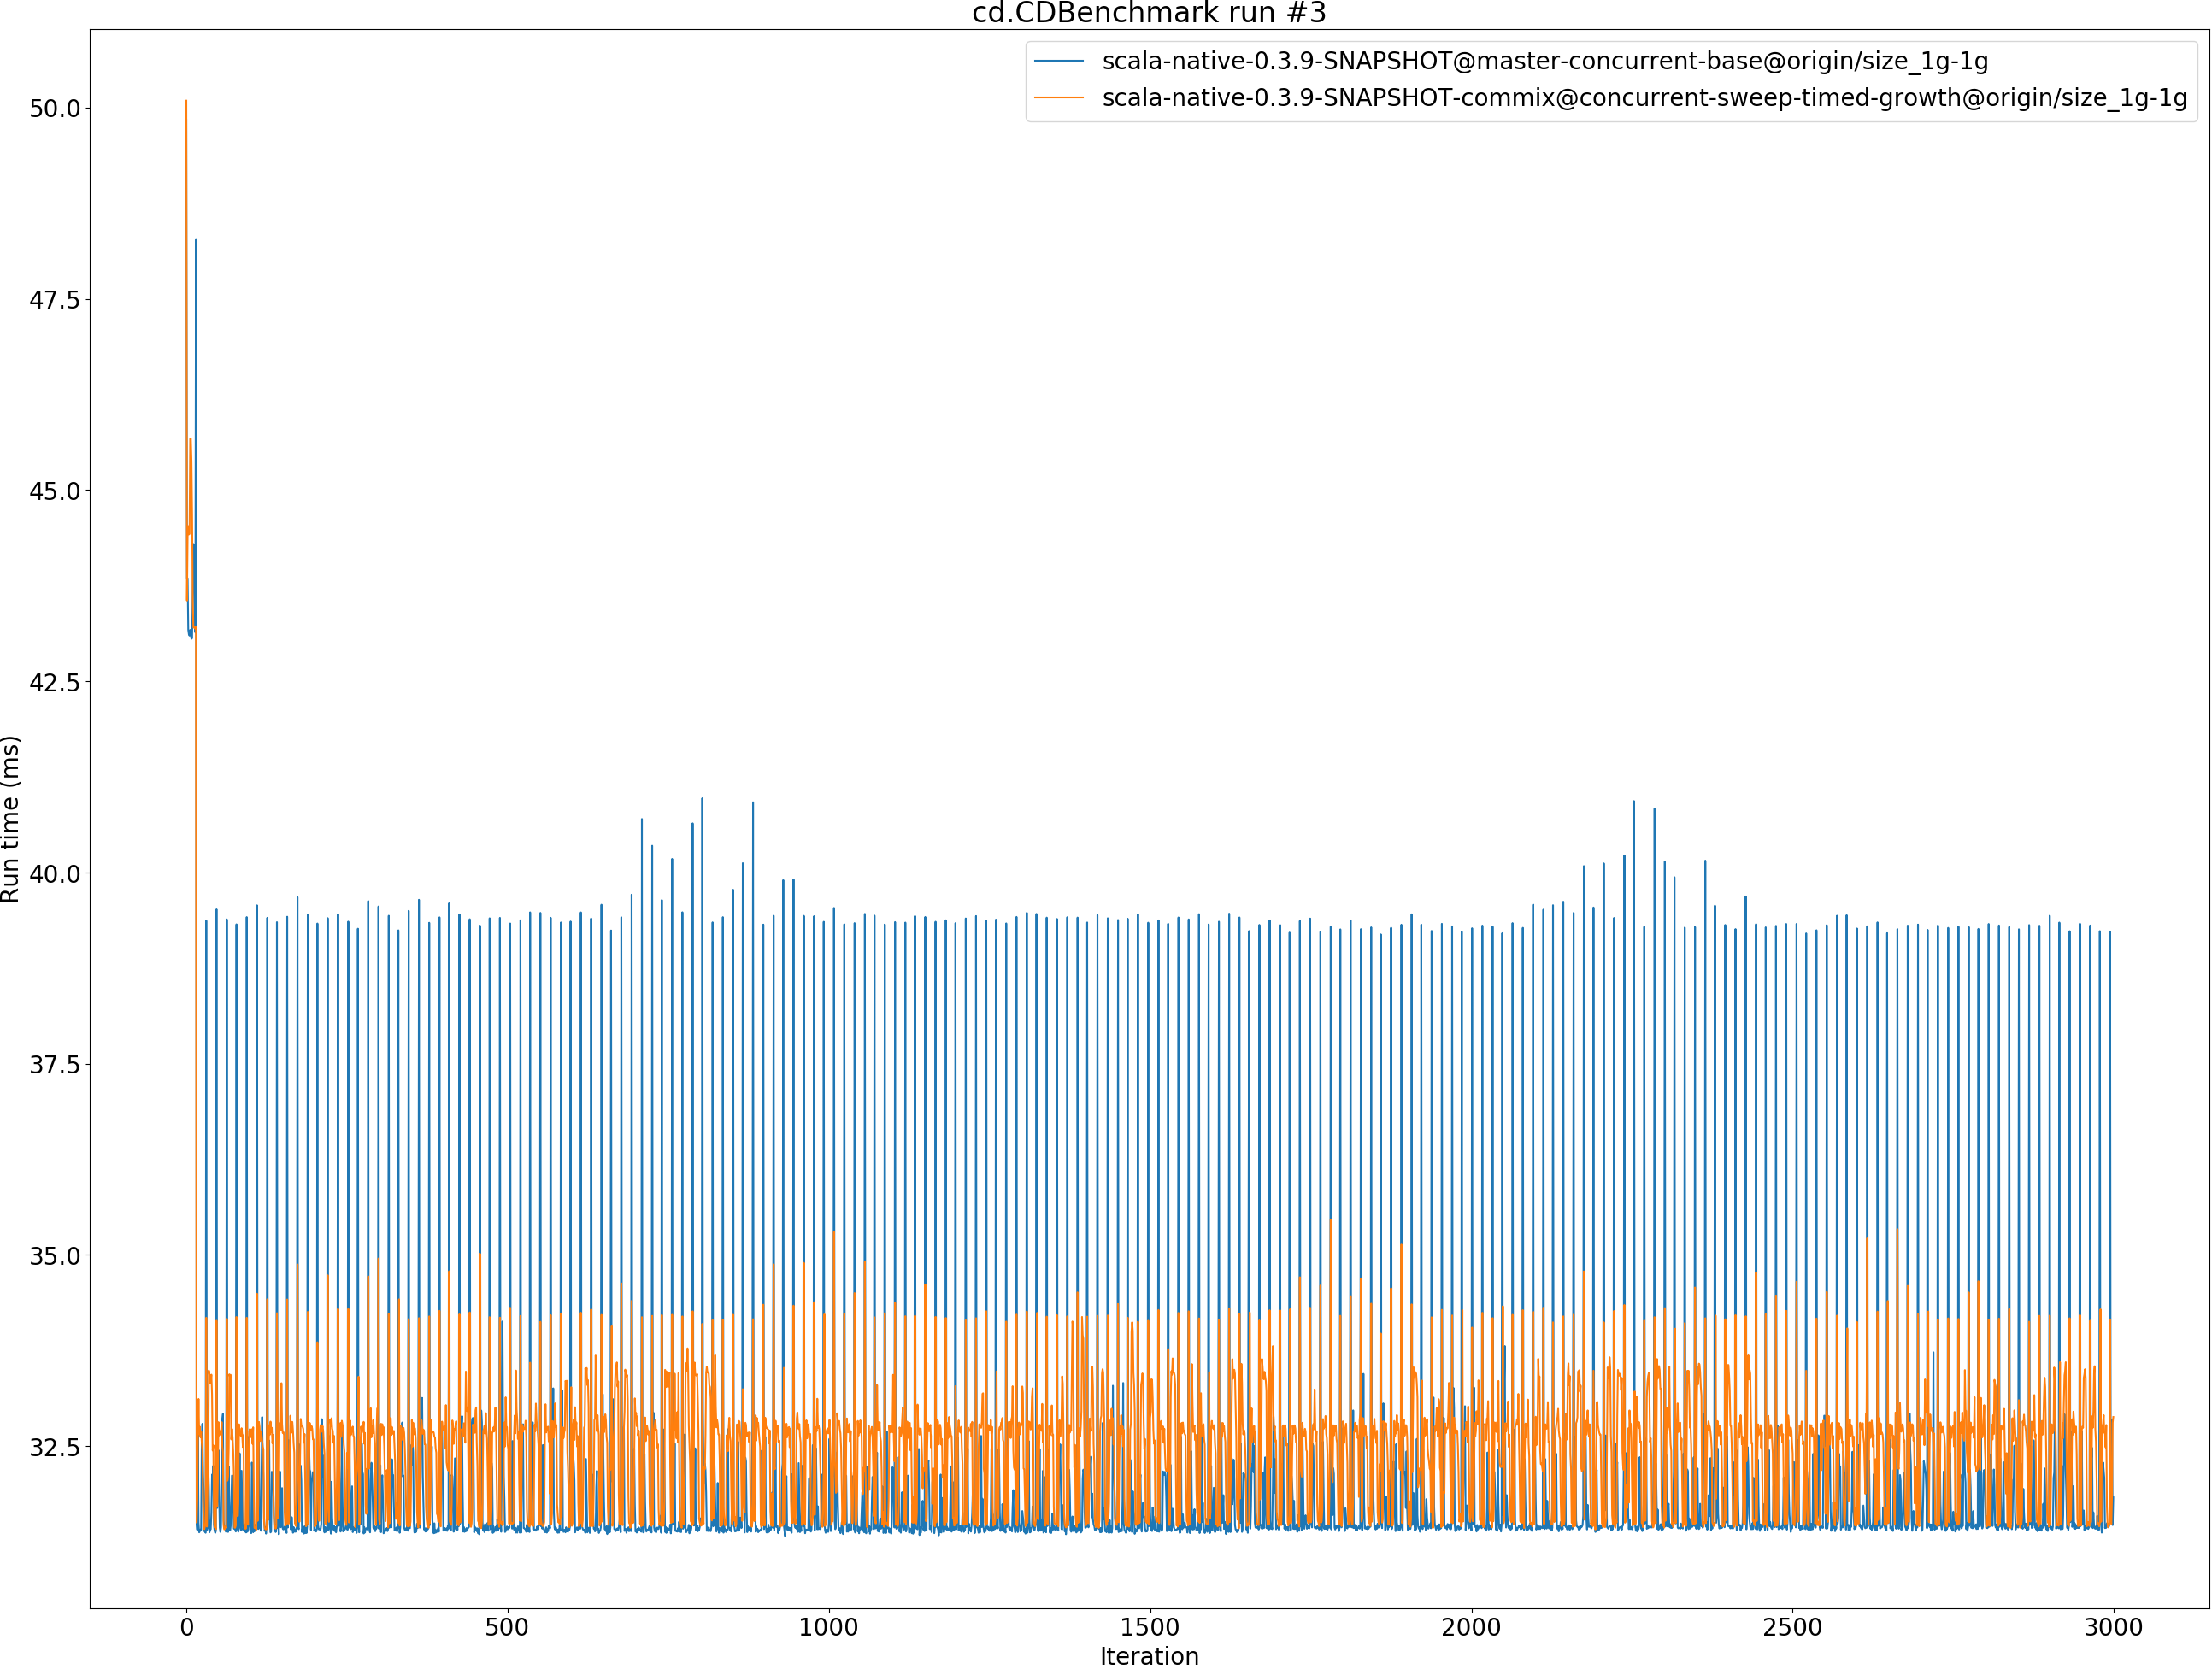 cd.CDBenchmark run #3
scala-native-0.3.9-SNAPSHOT@master-concurrent-base@origin/size_1g-1g
scala-native-0.3.9-SNAPSHOT-commix@concurrent-sweep-timed-growth@origin/size_1g-1g
Run time (ms)
50.0
47.5
45.0
42.5
40.0
37.5
35.0
32.5
0 500 1000 1500 2000 2500 3000
Iteration